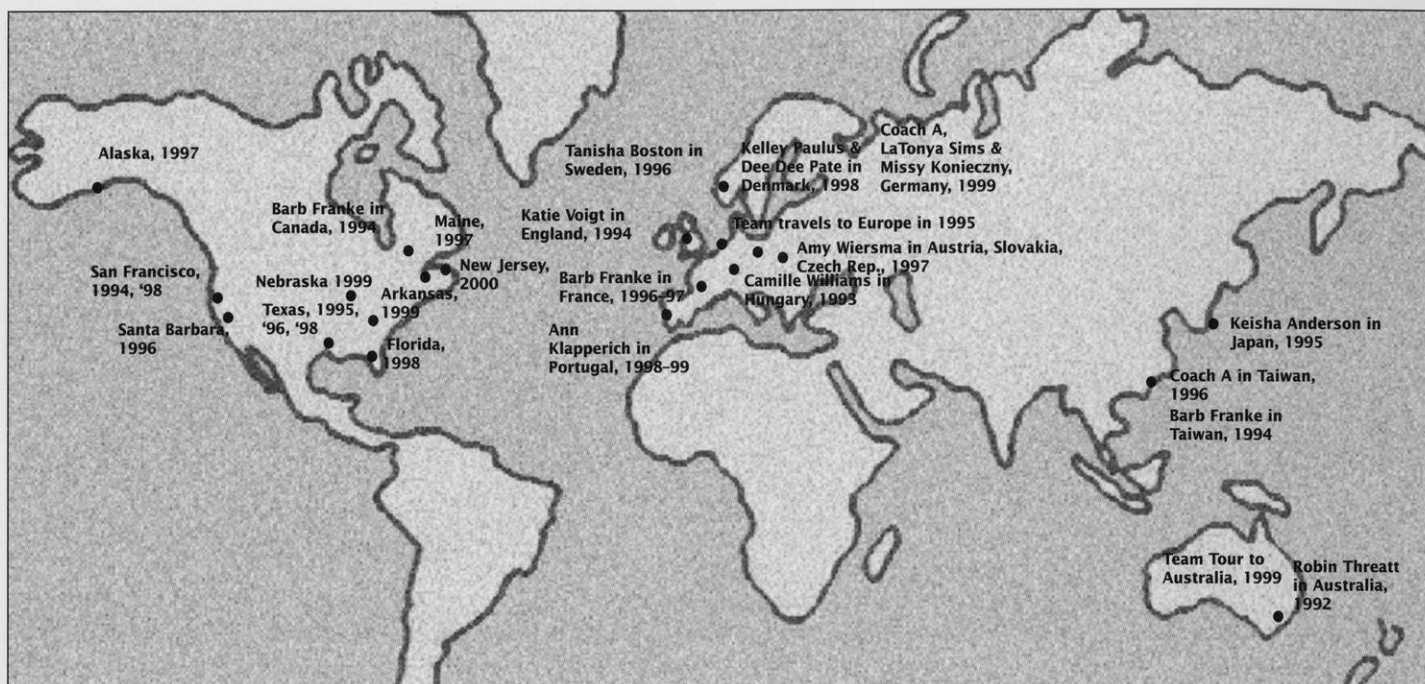 Alaska, 1997
Barb Franke in
Canada, 1994
Maine,
1997
New Jersey,
2000
San Francisco,
1994, ‘98
Santa Barbara,
1996
Nebraska 1999
Texas, 1995,
‘96, ‘98
Arkansas,
1999
Florida,
1998
Tanisha Boston in
Sweden, 1996
Kelley Paulus &
Dee Dee Pate in
Denmark, 1998
Coach A,
LaTonya Sims &
Missy Konieczny,
Germany, 1999
Katie Voigt in
England, 1994
Team travels to Europe in 1995
Amy Wiersma in Austria, Slovakia,
Czech Rep., 1997
Barb Franke in
France, 1996–97
Camille Williams in
Hungary, 1993
Ann
Klapperich in
Portugal, 1998–99
Keisha Anderson in
Japan, 1995
Coach A in Taiwan,
1996
Barb Franke in
Taiwan, 1994
Team Tour to
Australia, 1999
Robin Threatt
in Australia,
1992